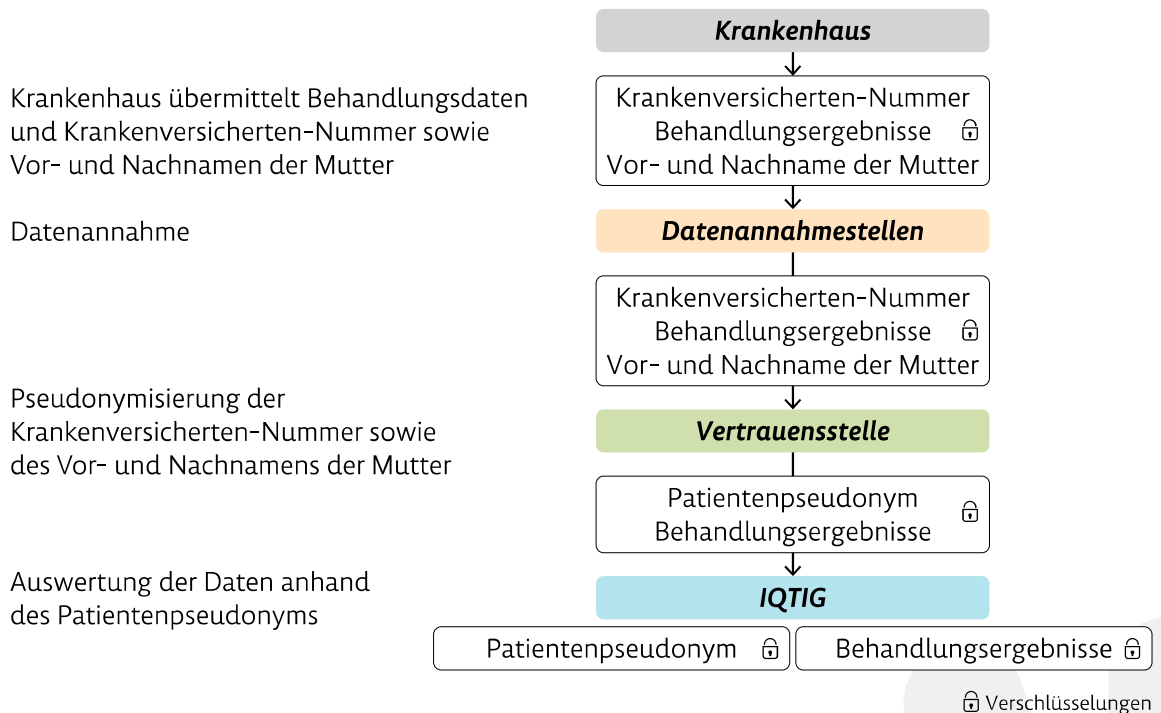 Krankenhaus
Krankenhaus übermittelt Behandlungsdaten
und Krankenversicherten-Nummer sowie
Vor- und Nachnamen der Mutter
Krankenversicherten-Nummer
Behandlungsergebnisse
Vor- und Nachname der Mutter
Datenannahme
Datenannahmestellen
Krankenversicherten-Nummer
Behandlungsergebnisse
Vor- und Nachname der Mutter
Pseudonymisierung der
Krankenversicherten-Nummer sowie
des Vor- und Nachnamens der Mutter
Vertrauensstelle
Patientenpseudonym
Behandlungsergebnisse
Auswertung der Daten anhand
des Patientenpseudonyms
IQTIG
Patientenpseudonym
Behandlungsergebnisse
Verschlüsselungen